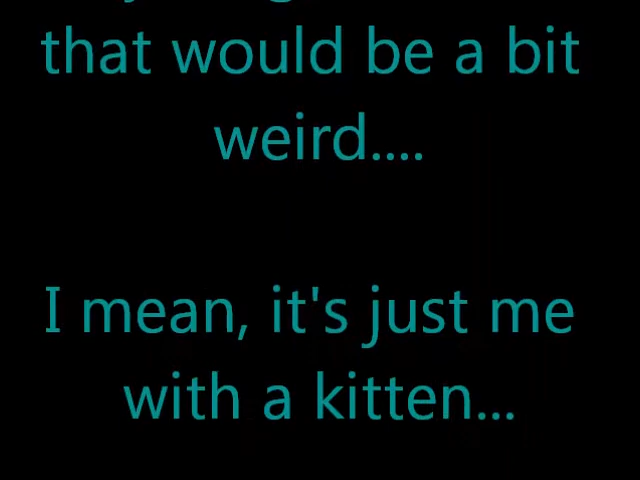 that would be a bit
weird....
I mean, it's just me
with a kitten...